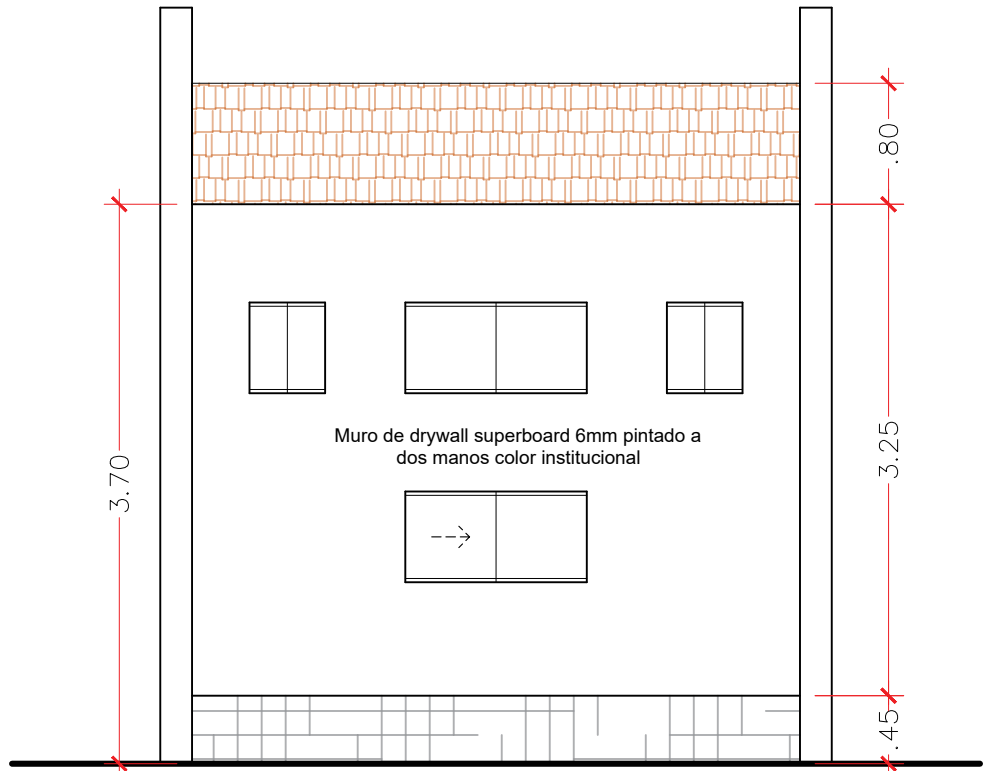 .80
Muro de drywall superboard 6mm pintado a
dos manos color institucional
3.70
3.25
.45